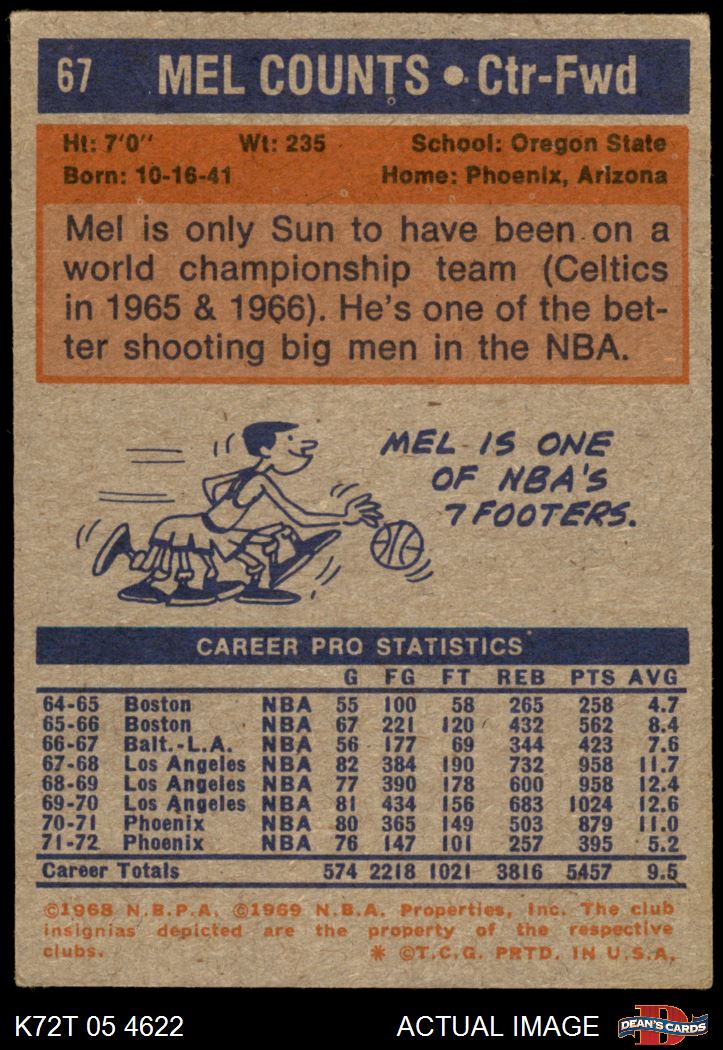 67 MEL COUNTS • Ctr-Fwd
Ht: 7'0" Wt: 235 School: Oregon State
Born: 10-16-41 Home: Phoenix, Arizona
Mel is only Sun to have been on a
world championship team (Celtics
in 1965 & 1966). He's one of the bet-
ter shooting big men in the NBA.
MEL IS ONE
OF NBA'S
7 FOOTERS.
CAREER PRO STATISTICS
G FG FT REB PTS AVG
64-65 Boston NBA 55 100 58 265 258 4.7
65-66 Boston NBA 67 221 120 432 562 8.4
66-67 Balt.-L.A. NBA 56 177 69 344 423 7.6
67-68 Los Angeles NBA 82 384 190 732 958 11.7
68-69 Los Angeles NBA 77 390 178 600 958 12.4
69-70 Los Angeles NBA 81 434 156 683 1024 12.6
70-71 Phoenix NBA 80 365 149 503 879 11.0
71-72 Phoenix NBA 76 147 101 257 395 5.2
Career Totals 574 2218 1021 3816 5457 9.5
©1968 N.B.P.A. ©1969 N.B.A. Properties, Inc. The club
insignias depicted are the property of the respective
clubs. * ©T.C.G. PRTD. IN U.S.A.
K72T 05 4622 ACTUAL IMAGE D DEAN'S CARDS